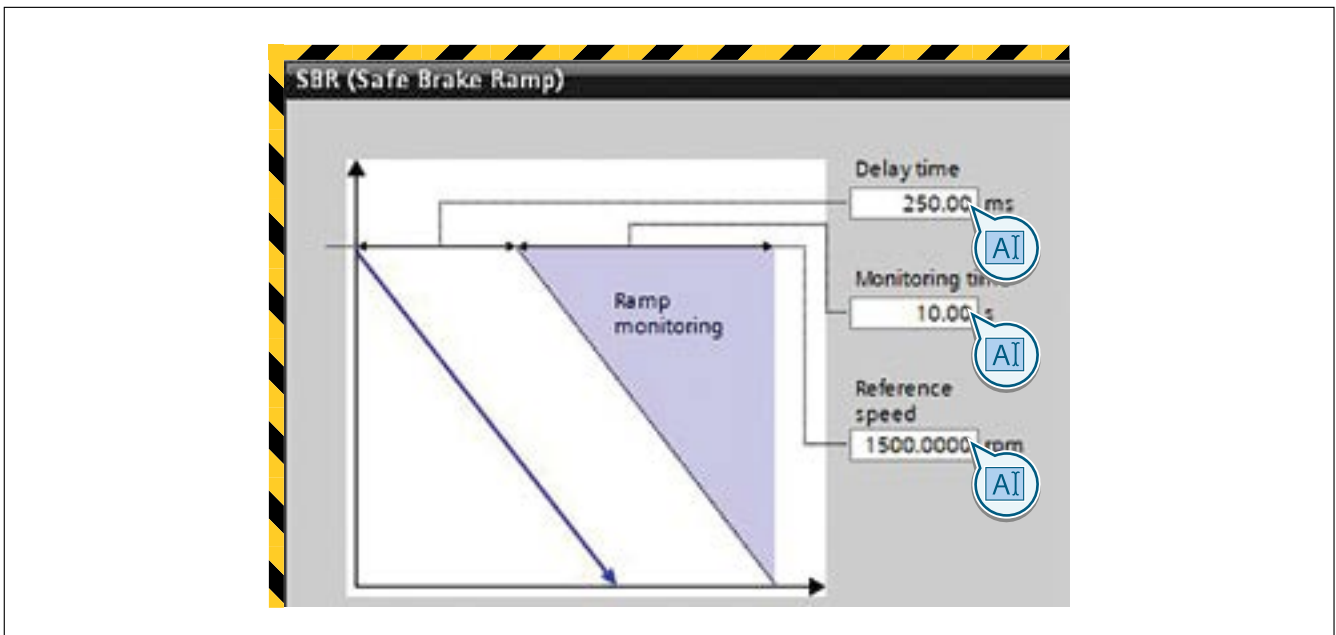 SBR (Safe Brake Ramp)
Delay time
250.00 ms
Ramp
monitoring
Monitoring time
10.00 s
Reference
speed
1500.0000 rpm
AI
AI
AI